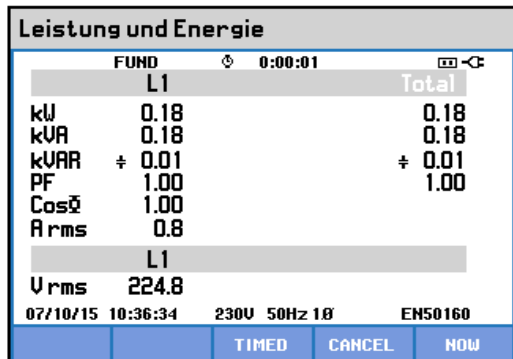 Leistung und Energie
FUND 0:00:01
L1 Total
kW 0.18 0.18
kVA 0.18 0.18
kVAR ÷ 0.01 ÷ 0.01
PF 1.00 1.00
CosΦ 1.00
A rms 0.8
L1
V rms 224.8
07/10/15 10:36:34 230V 50Hz 1Ø EN50160
TIMED CANCEL NOW